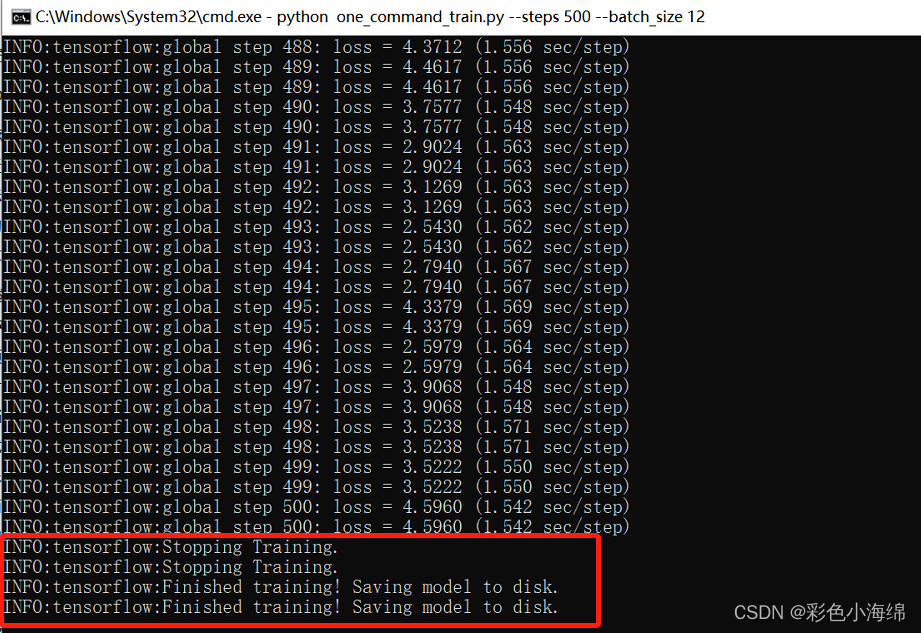 C:\Windows\System32\cmd.exe - python  one_command_train.py --steps 500 --batch_size 12
INFO:tensorflow:global step 488: loss = 4.3712 (1.556 sec/step)
INFO:tensorflow:global step 489: loss = 4.4617 (1.556 sec/step)
INFO:tensorflow:global step 489: loss = 4.4617 (1.556 sec/step)
INFO:tensorflow:global step 490: loss = 3.7577 (1.548 sec/step)
INFO:tensorflow:global step 490: loss = 3.7577 (1.548 sec/step)
INFO:tensorflow:global step 491: loss = 2.9024 (1.563 sec/step)
INFO:tensorflow:global step 491: loss = 2.9024 (1.563 sec/step)
INFO:tensorflow:global step 492: loss = 3.1269 (1.563 sec/step)
INFO:tensorflow:global step 492: loss = 3.1269 (1.563 sec/step)
INFO:tensorflow:global step 493: loss = 2.5430 (1.562 sec/step)
INFO:tensorflow:global step 493: loss = 2.5430 (1.562 sec/step)
INFO:tensorflow:global step 494: loss = 2.7940 (1.567 sec/step)
INFO:tensorflow:global step 494: loss = 2.7940 (1.567 sec/step)
INFO:tensorflow:global step 495: loss = 4.3379 (1.569 sec/step)
INFO:tensorflow:global step 495: loss = 4.3379 (1.569 sec/step)
INFO:tensorflow:global step 496: loss = 2.5979 (1.564 sec/step)
INFO:tensorflow:global step 496: loss = 2.5979 (1.564 sec/step)
INFO:tensorflow:global step 497: loss = 3.9068 (1.548 sec/step)
INFO:tensorflow:global step 497: loss = 3.9068 (1.548 sec/step)
INFO:tensorflow:global step 498: loss = 3.5238 (1.571 sec/step)
INFO:tensorflow:global step 498: loss = 3.5238 (1.571 sec/step)
INFO:tensorflow:global step 499: loss = 3.5222 (1.550 sec/step)
INFO:tensorflow:global step 499: loss = 3.5222 (1.550 sec/step)
INFO:tensorflow:global step 500: loss = 4.5960 (1.542 sec/step)
INFO:tensorflow:global step 500: loss = 4.5960 (1.542 sec/step)
INFO:tensorflow:Stopping Training.
INFO:tensorflow:Stopping Training.
INFO:tensorflow:Finished training! Saving model to disk.
INFO:tensorflow:Finished training! Saving model to disk.
CSDN @彩色小海绵